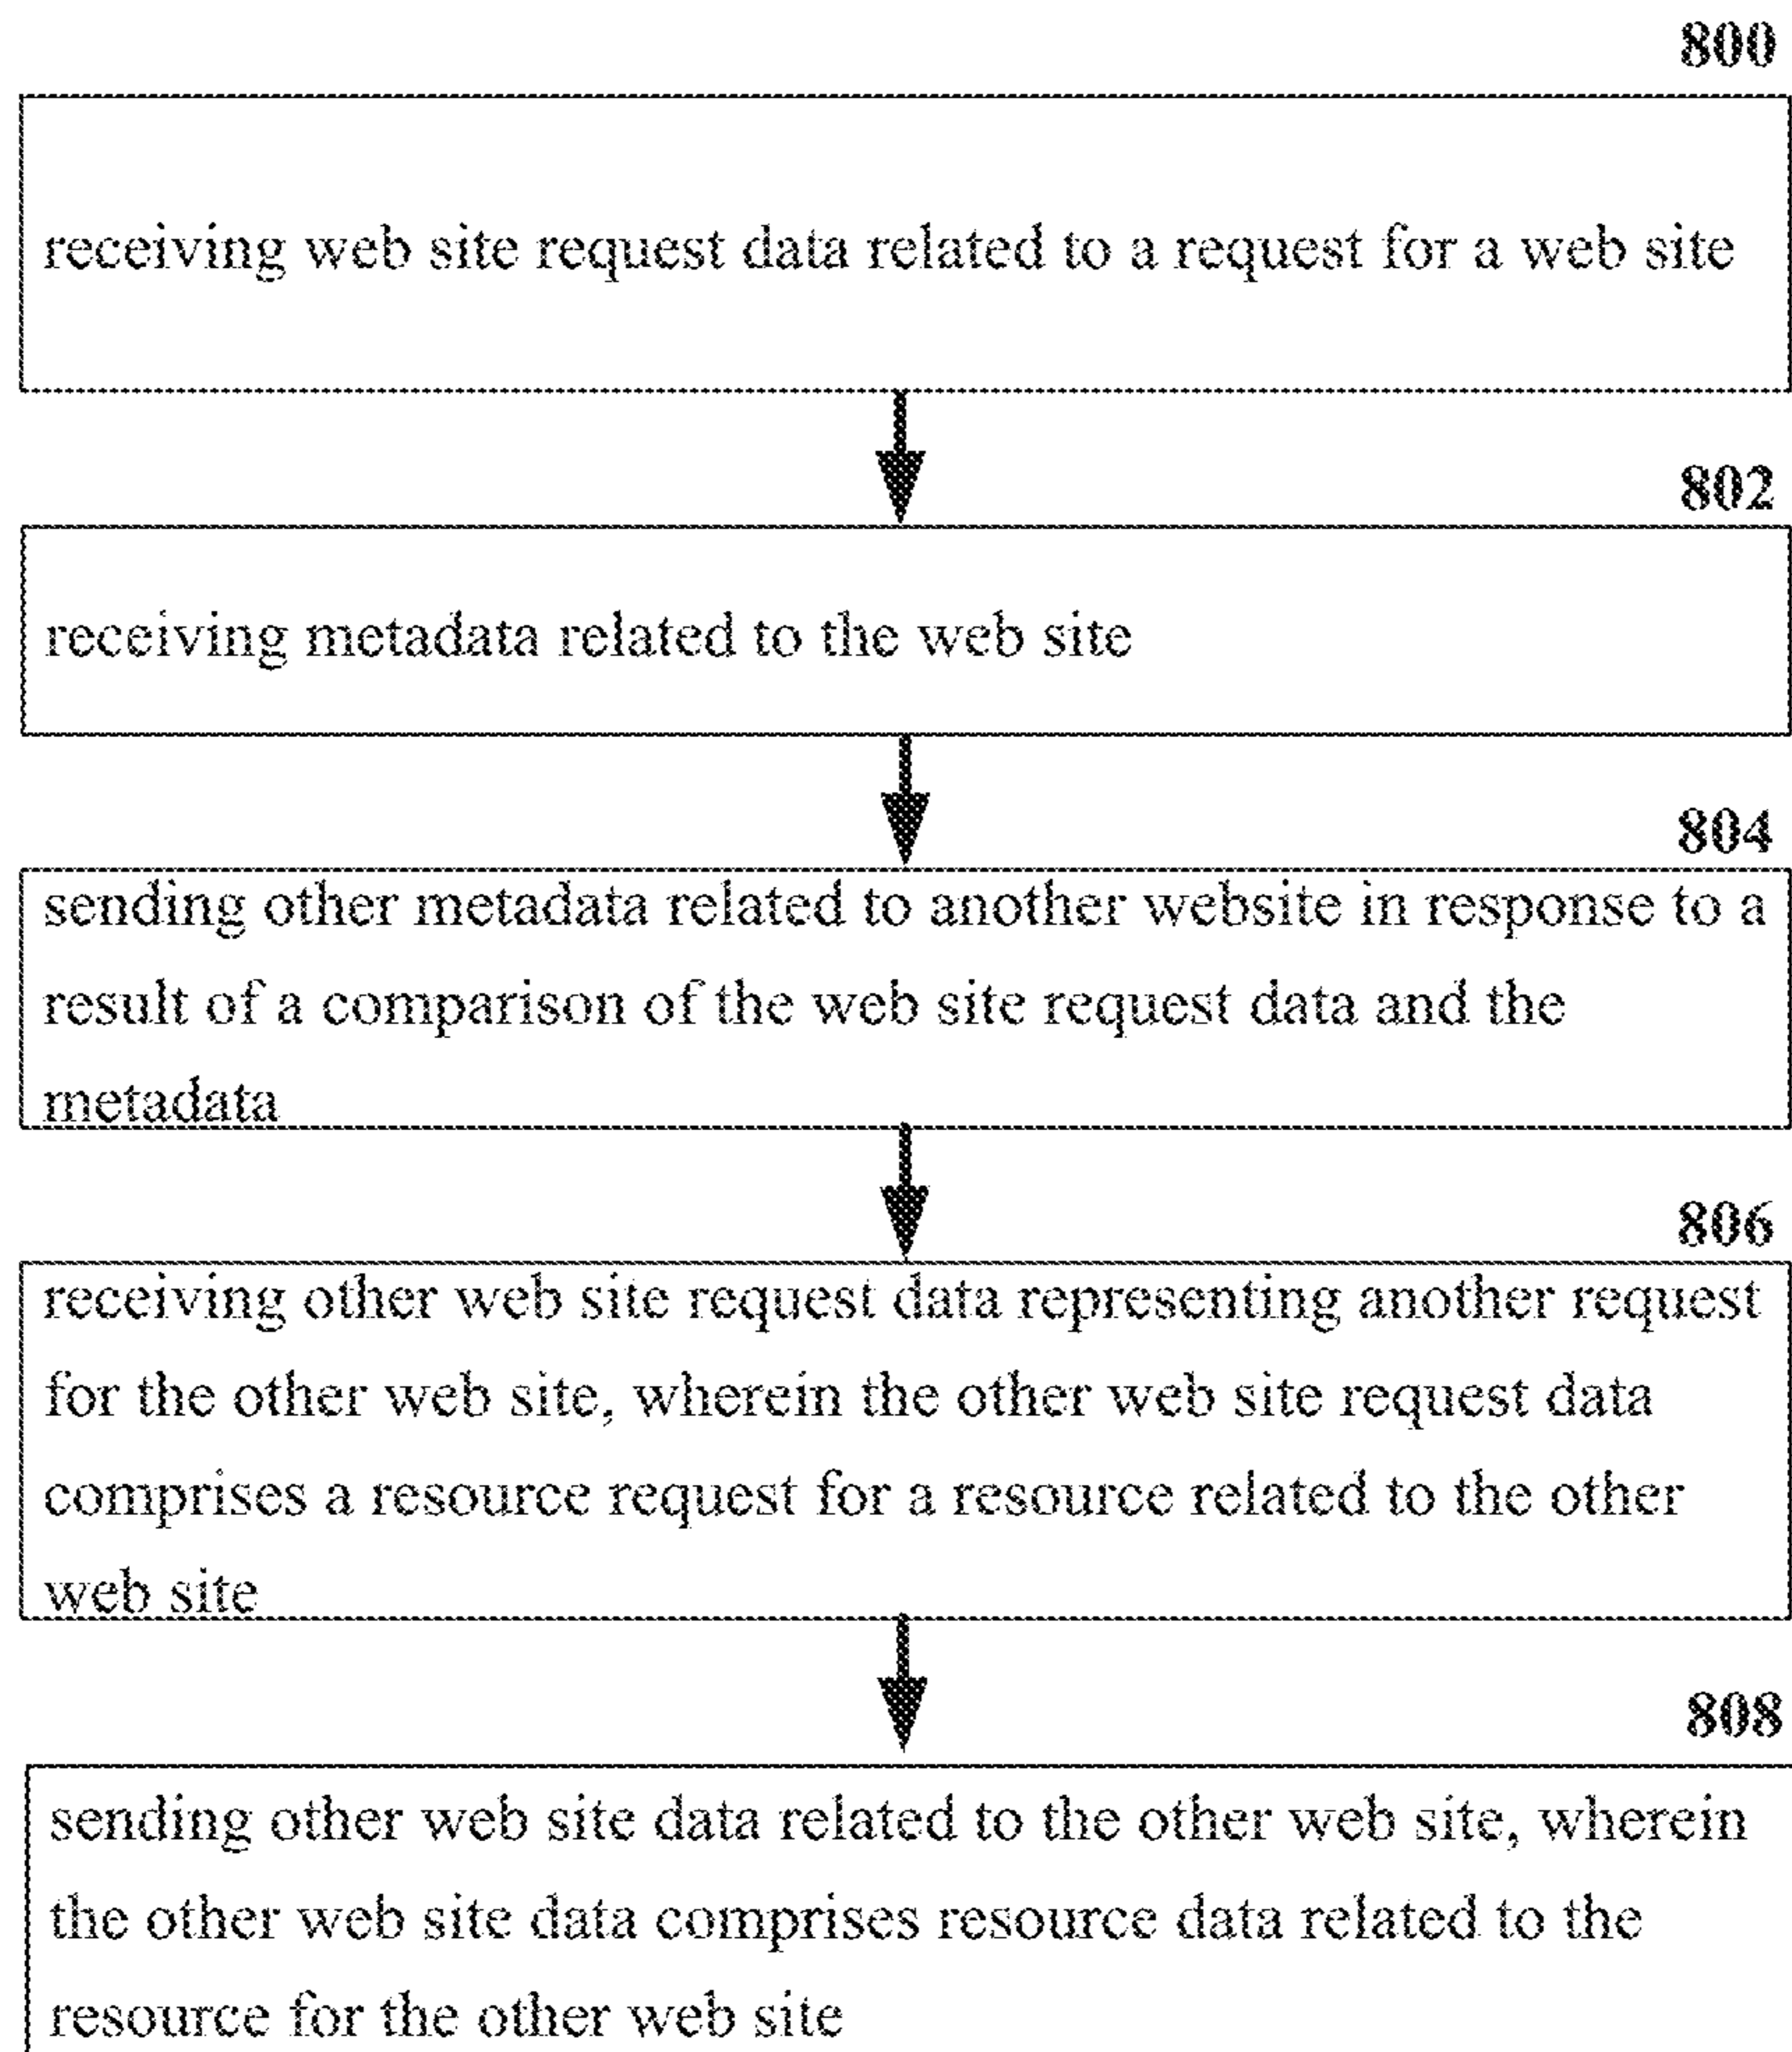 800
receiving web site request data related to a request for a web site
802
receiving metadata related to the web site
804
sending other metadata related to another website in response to a
result of a comparison of the web site request data and the
metadata
806
receiving other web site request data representing another request
for the other web site, wherein the other web site request data
comprises a resource request for a resource related to the other
web site
808
sending other web site data related to the other web site, wherein
the other web site data comprises resource data related to the
resource for the other web site